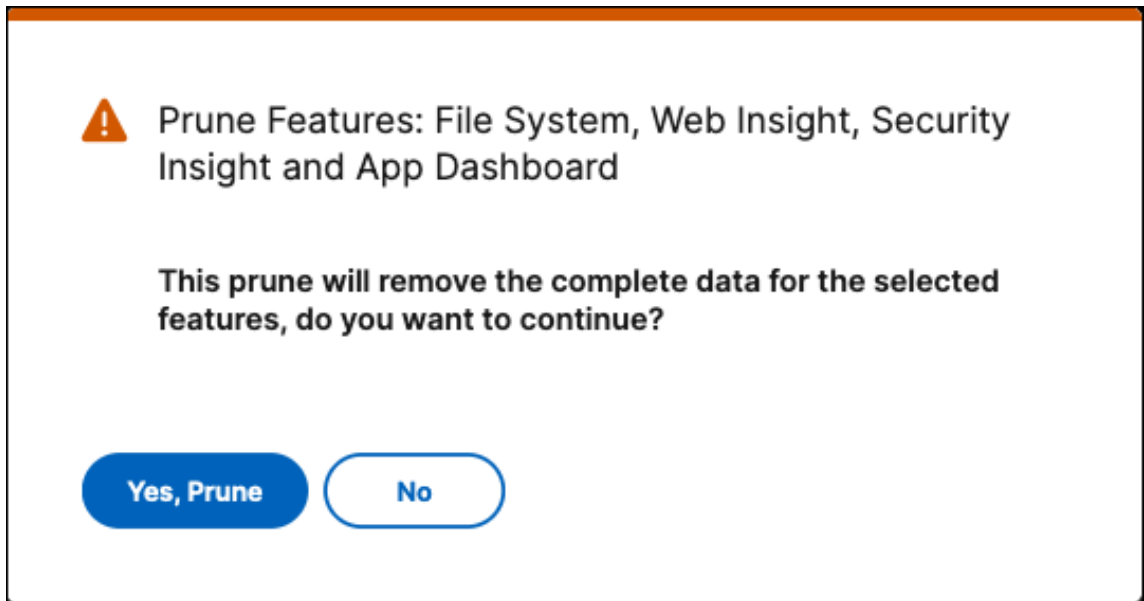 Prune Features: File System, Web Insight, Security
Insight and App Dashboard
This prune will remove the complete data for the selected
features, do you want to continue?
Yes, Prune
No